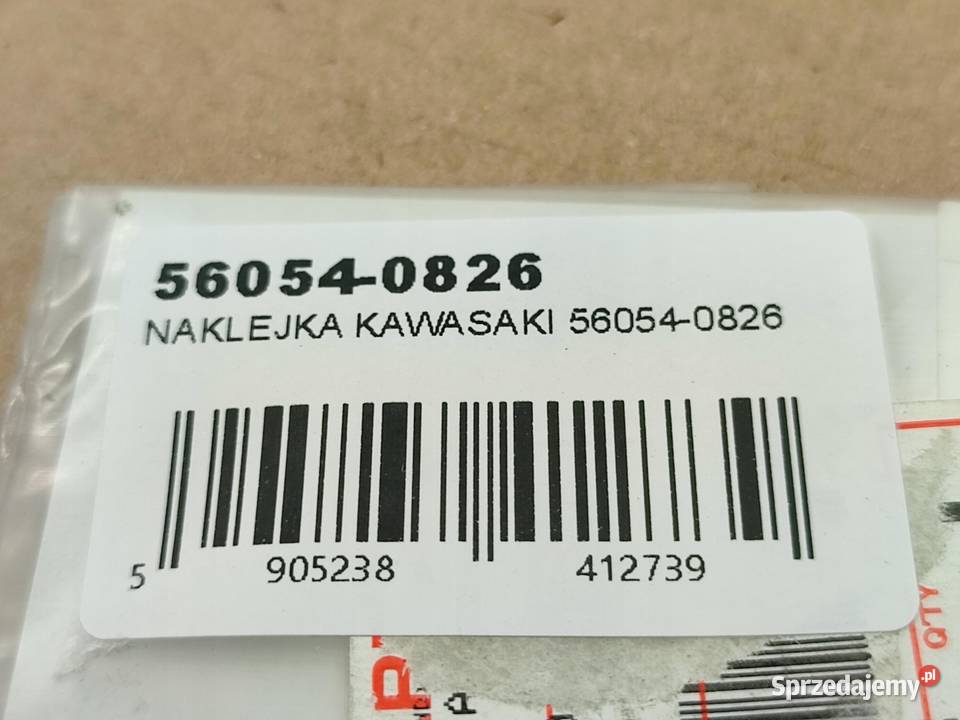 56054-0826
NAKLEJKA KAWASAKI 56054-0826
5 905238 412739
QTY
Sprzedajemy.pl